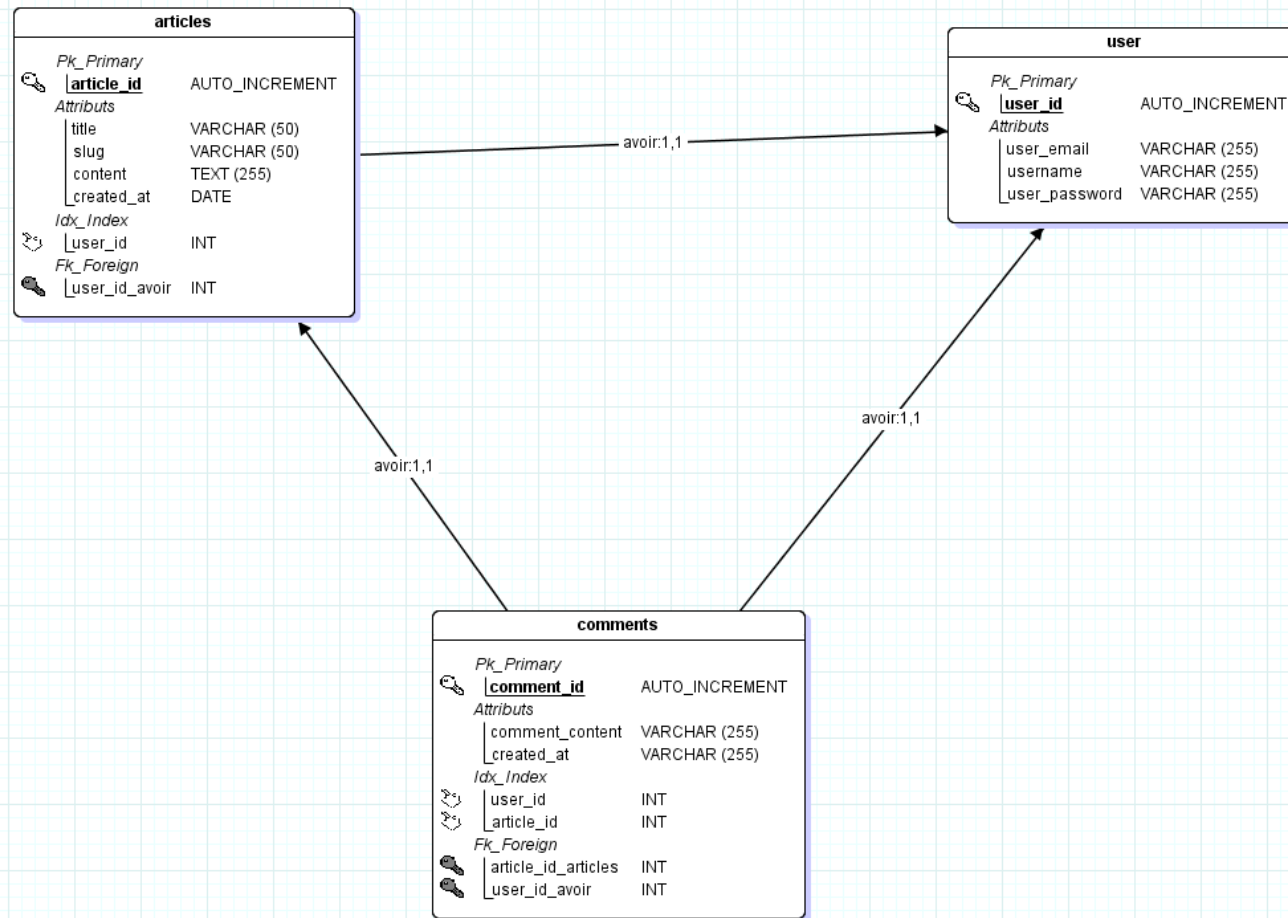 articles
Pk_Primary
article_id AUTO_INCREMENT
Attributs
title VARCHAR (50)
slug VARCHAR (50)
content TEXT (255)
created_at DATE
Idx_Index
user_id INT
Fk_Foreign
user_id_avoir INT
avoir:1,1
user
Pk_Primary
user_id AUTO_INCREMENT
Attributs
user_email VARCHAR (255)
username VARCHAR (255)
user_password VARCHAR (255)
avoir:1,1
avoir:1,1
comments
Pk_Primary
comment_id AUTO_INCREMENT
Attributs
comment_content VARCHAR (255)
created_at VARCHAR (255)
Idx_Index
user_id INT
article_id INT
Fk_Foreign
article_id_articles INT
user_id_avoir INT